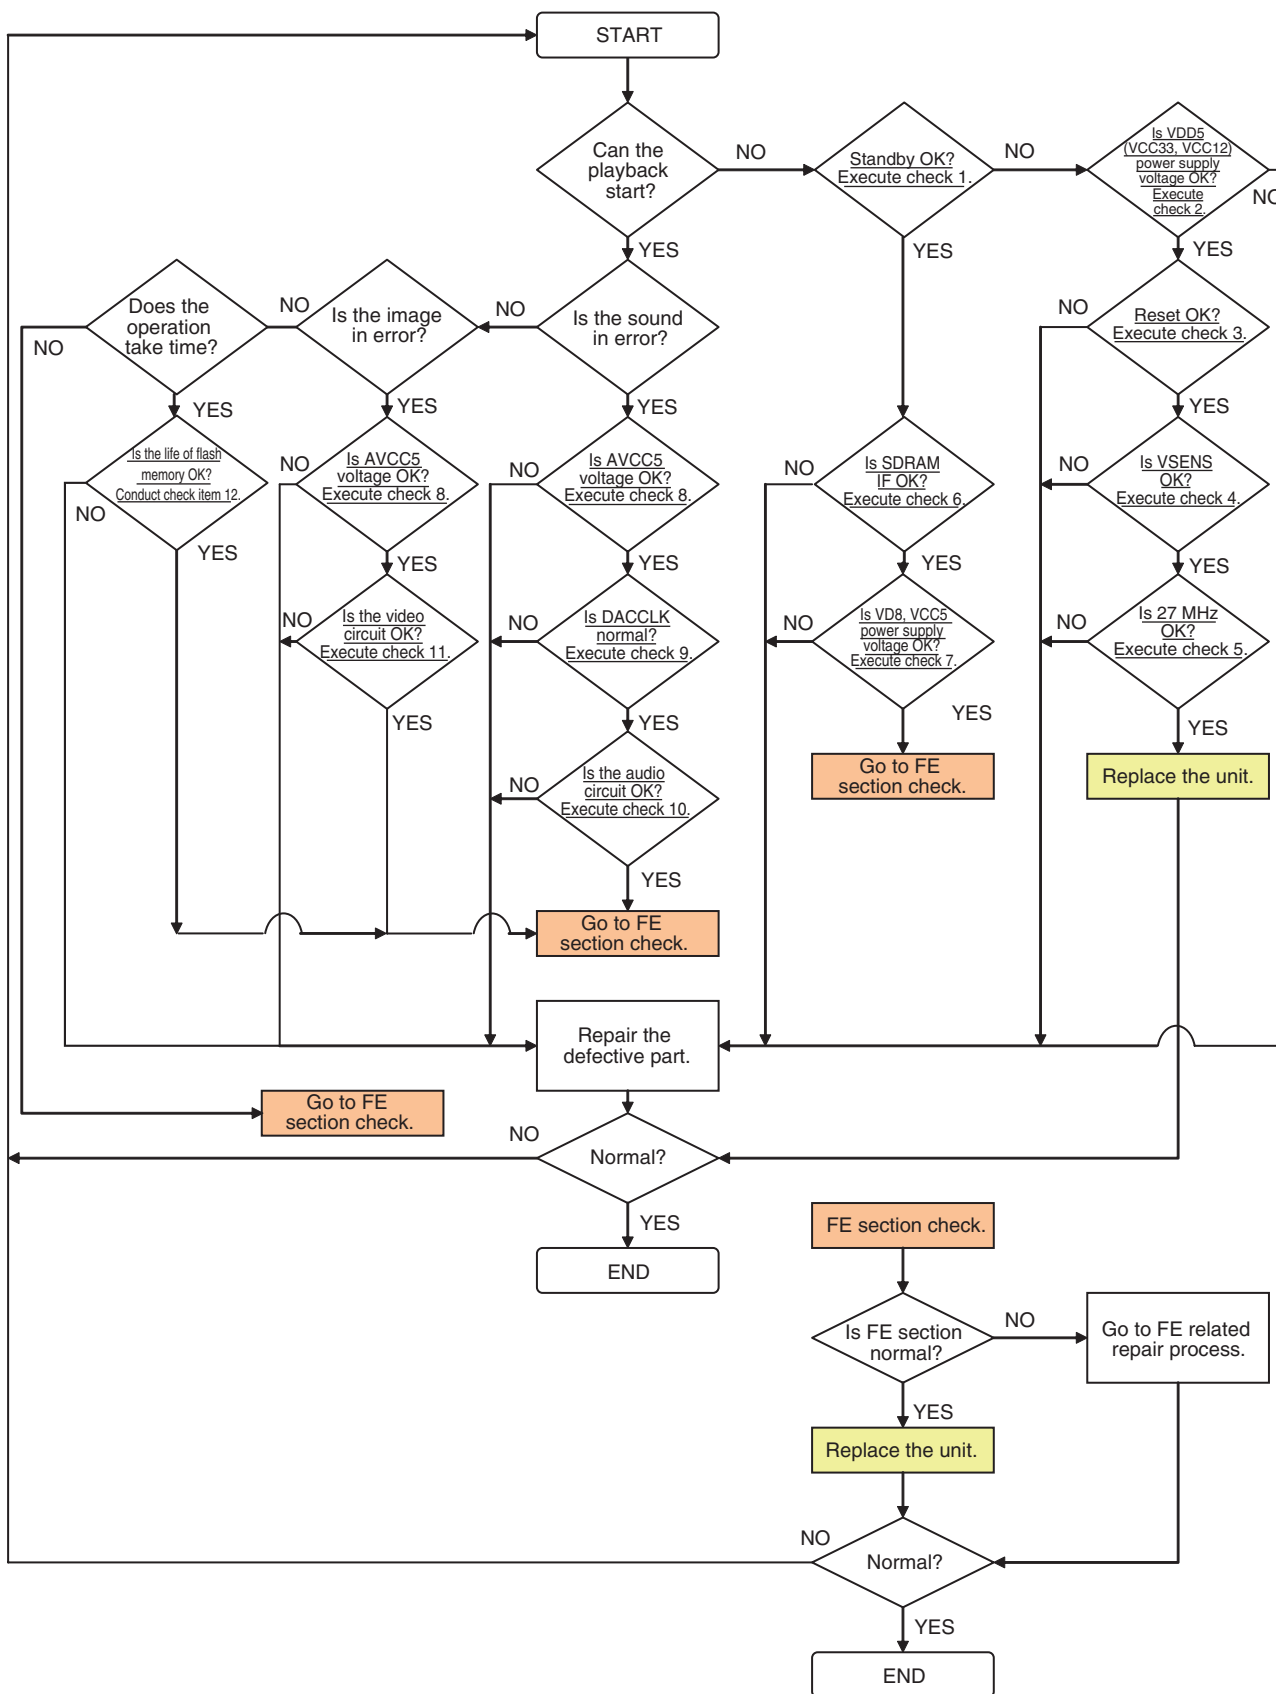 START
Can the
playback
start?
NO
Standby OK?
Execute check 1.
NO
Is VDD5
(VCC33, VCC12)
power supply
voltage OK?
Execute
check 2.
NO
YES
YES
YES
Does the
operation
take time?
NO
NO
Is the image
in error?
NO
Is the sound
in error?
NO
Reset OK?
Execute check 3.
YES
YES
YES
YES
Is the life of flash
memory OK?
Conduct check item 12.
NO
NO
Is AVCC5
voltage OK?
Execute check 8.
NO
Is AVCC5
voltage OK?
Execute check 8.
NO
Is SDRAM
IF OK?
Execute check 6.
NO
Is VSENS
OK?
Execute check 4.
YES
YES
YES
YES
YES
NO
Is the video
circuit OK?
Execute check 11.
NO
Is DACCLK
normal?
Execute check 9.
NO
Is VD8, VCC5
power supply
voltage OK?
Execute check 7.
NO
Is 27 MHz
OK?
Execute check 5.
YES
YES
YES
YES
NO
Is the audio
circuit OK?
Execute check 10.
Go to FE
section check.
Replace the unit.
YES
Go to FE
section check.
Repair the
defective part.
Go to FE
section check.
NO
Normal?
YES
END
FE section check.
Is FE section
normal?
NO
Go to FE related
repair process.
YES
Replace the unit.
NO
Normal?
YES
END